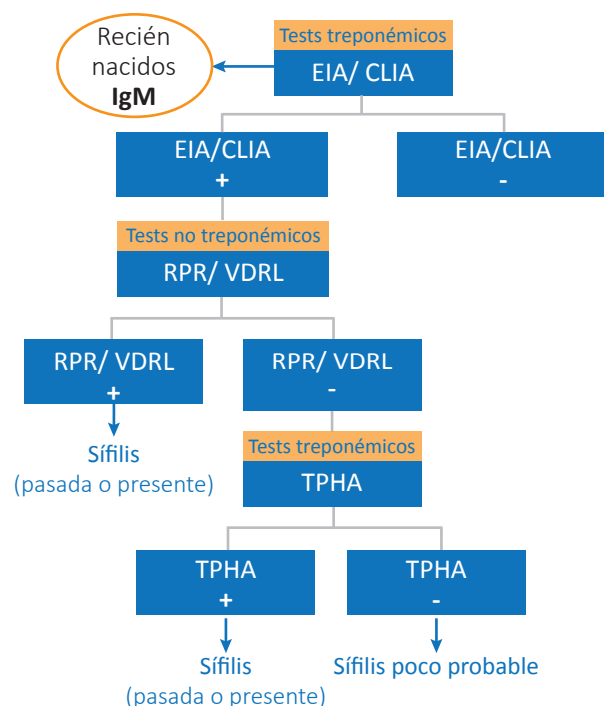 Recién
nacidos
IgM
Tests treponémicos
EIA/ CLIA
EIA/CLIA
+
EIA/CLIA
-
Tests no treponémicos
RPR/ VDRL
RPR/ VDRL
+
RPR/ VDRL
-
Sífilis
(pasada o presente)
Tests treponémicos
TPHA
TPHA
+
TPHA
-
Sífilis
(pasada o presente)
Sífilis poco probable